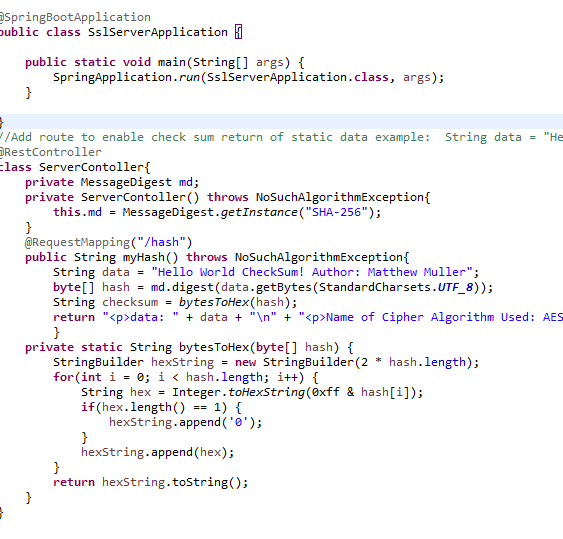 @SpringBootApplication
public class SslServerApplication {
public static void main(String[] args) {
SpringApplication.run(SslServerApplication.class, args);
}
}
//Add route to enable check sum return of static data example:  String data = "He
@RestController
class ServerContoller{
private MessageDigest md;
private ServerContoller() throws NoSuchAlgorithmException{
this.md = MessageDigest.getInstance("SHA-256");
}
@RequestMapping("/hash")
public String myHash() throws NoSuchAlgorithmException{
String data = "Hello World CheckSum! Author: Matthew Muller";
byte[] hash = md.digest(data.getBytes(StandardCharsets.UTF_8));
String checksum = bytesToHex(hash);
return "<p>data: " + data + "\n" + "<p>Name of Cipher Algorithm Used: AES
}
private static String bytesToHex(byte[] hash) {
StringBuilder hexString = new StringBuilder(2 * hash.length);
for(int i = 0; i < hash.length; i++) {
String hex = Integer.toHexString(0xff & hash[i]);
if(hex.length() == 1) {
hexString.append('0');
}
hexString.append(hex);
}
return hexString.toString();
}
}